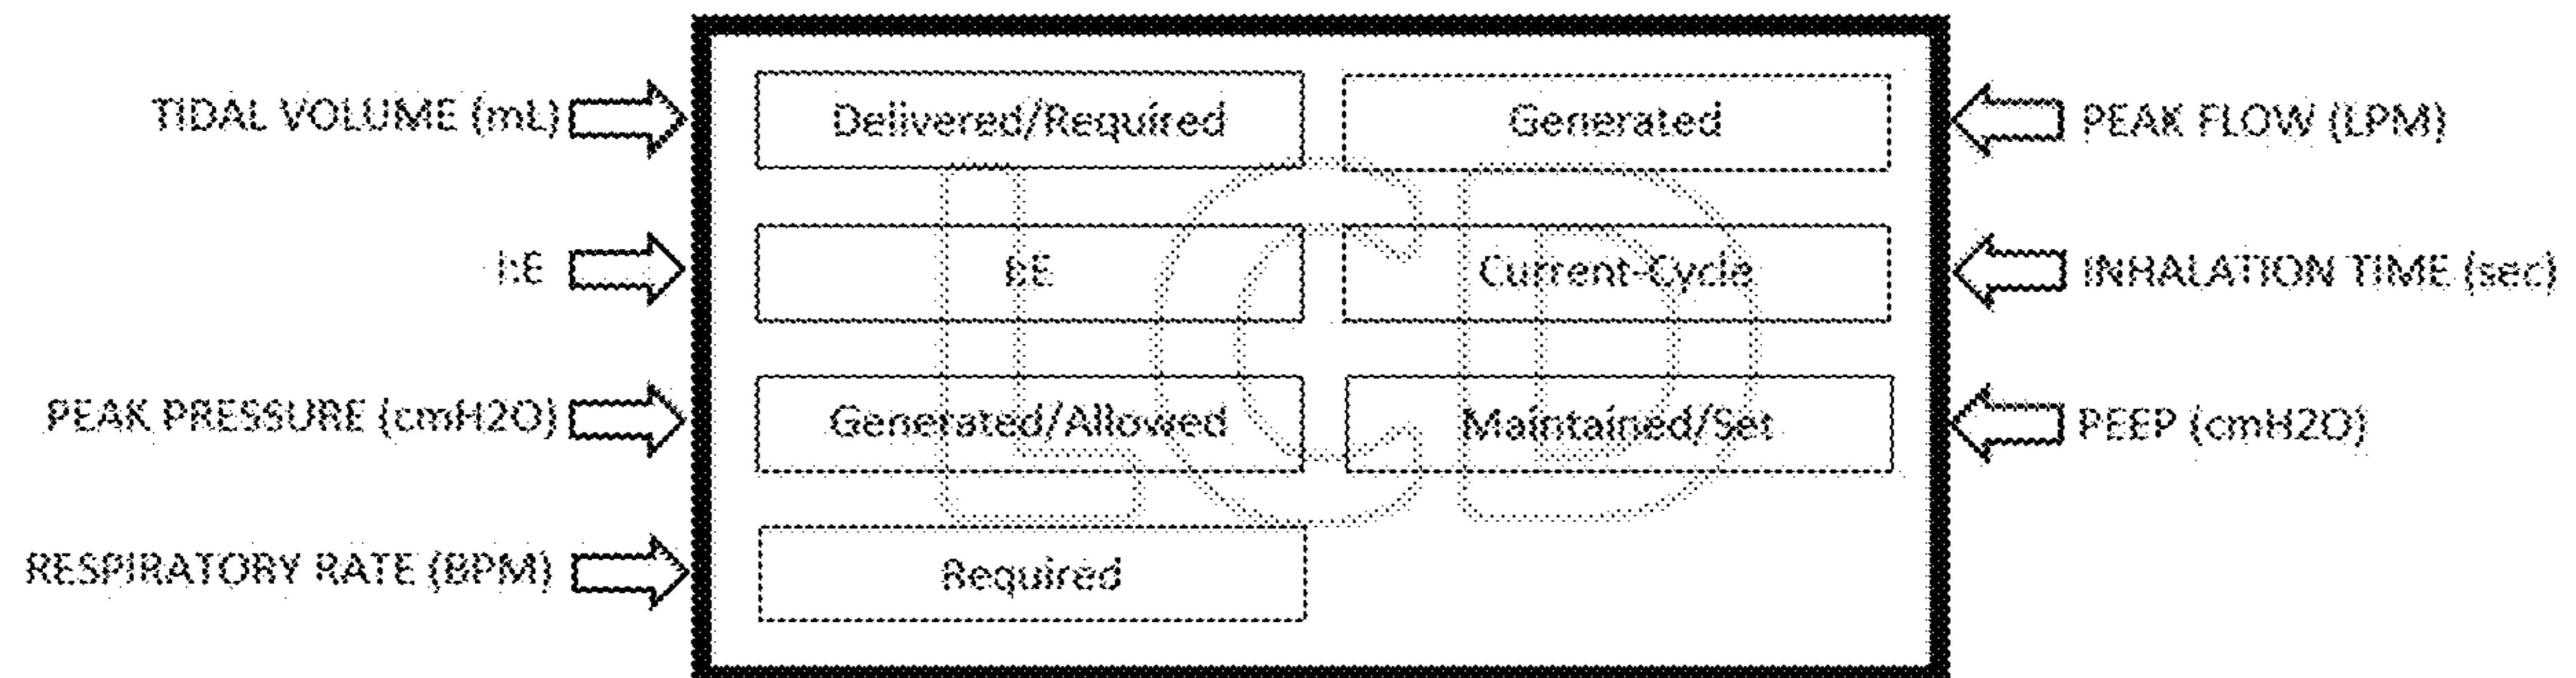 TIDAL VOLUME (mL) Delivered/Required Generated PEAK FLOW (LPM)
I:E I:E Current-Cycle INHALATION TIME (sec)
PEAK PRESSURE (cmH2O) Generated/Allowed Maintained/Set PEEP (cmH2O)
LCD
RESPIRATORY RATE (BPM) Required